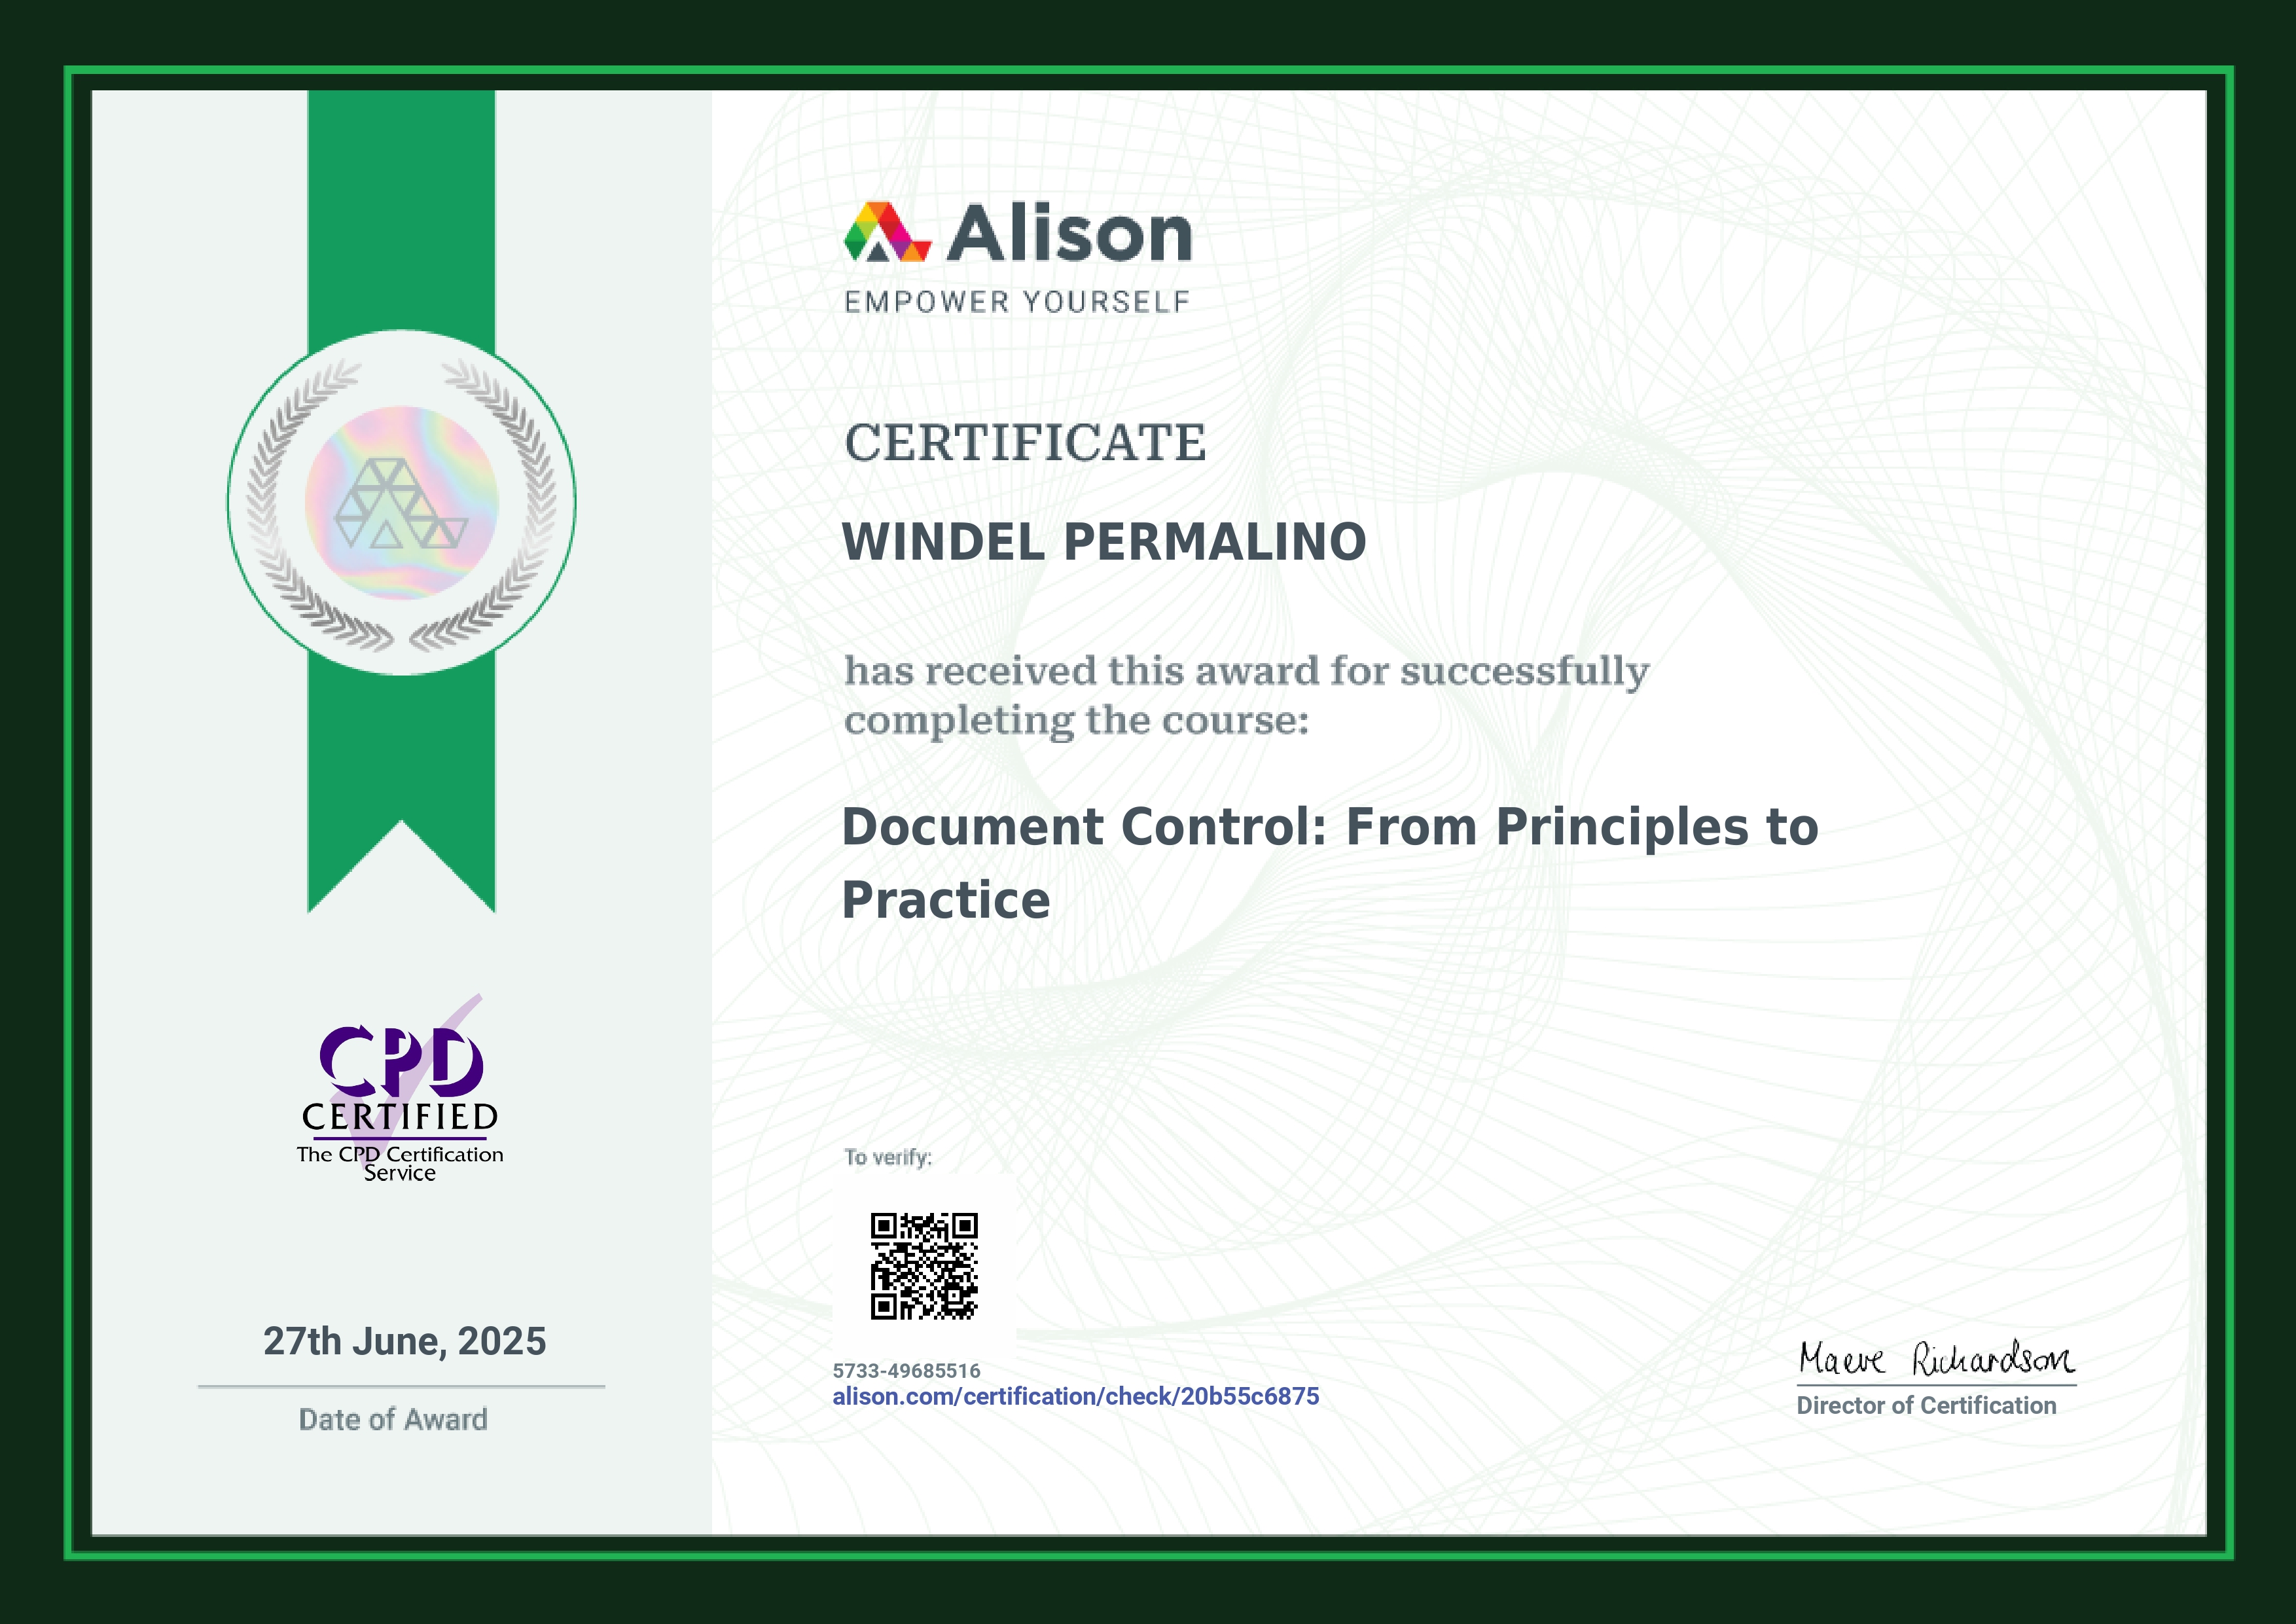 Alison
EMPOWER YOURSELF
CERTIFICATE
WINDEL PERMALINO
has received this award for successfully
completing the course:
Document Control: From Principles to
Practice
CPD
CERTIFIED
The CPD Certification
Service
27th June, 2025
Date of Award
To verify:
5733-49685516
alison.com/certification/check/20b55c6875
Maeve Richardson
Director of Certification